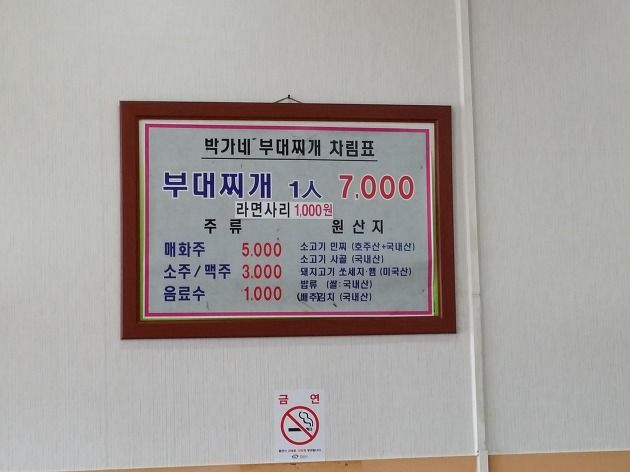 박가네 부대찌개 차림표
부대찌개 1人 7,000
라면사리 1,000원
주 류 원 산 지
매화주 5.000 소고기 민찌 (호주산+국내산)
소고기 사골 (국내산)
소주/맥주 3.000 돼지고기 쏘세지·햄 (미국산)
밥류 (쌀:국내산)
음료수 1.000 (배추)김치 (국내산)
금 연